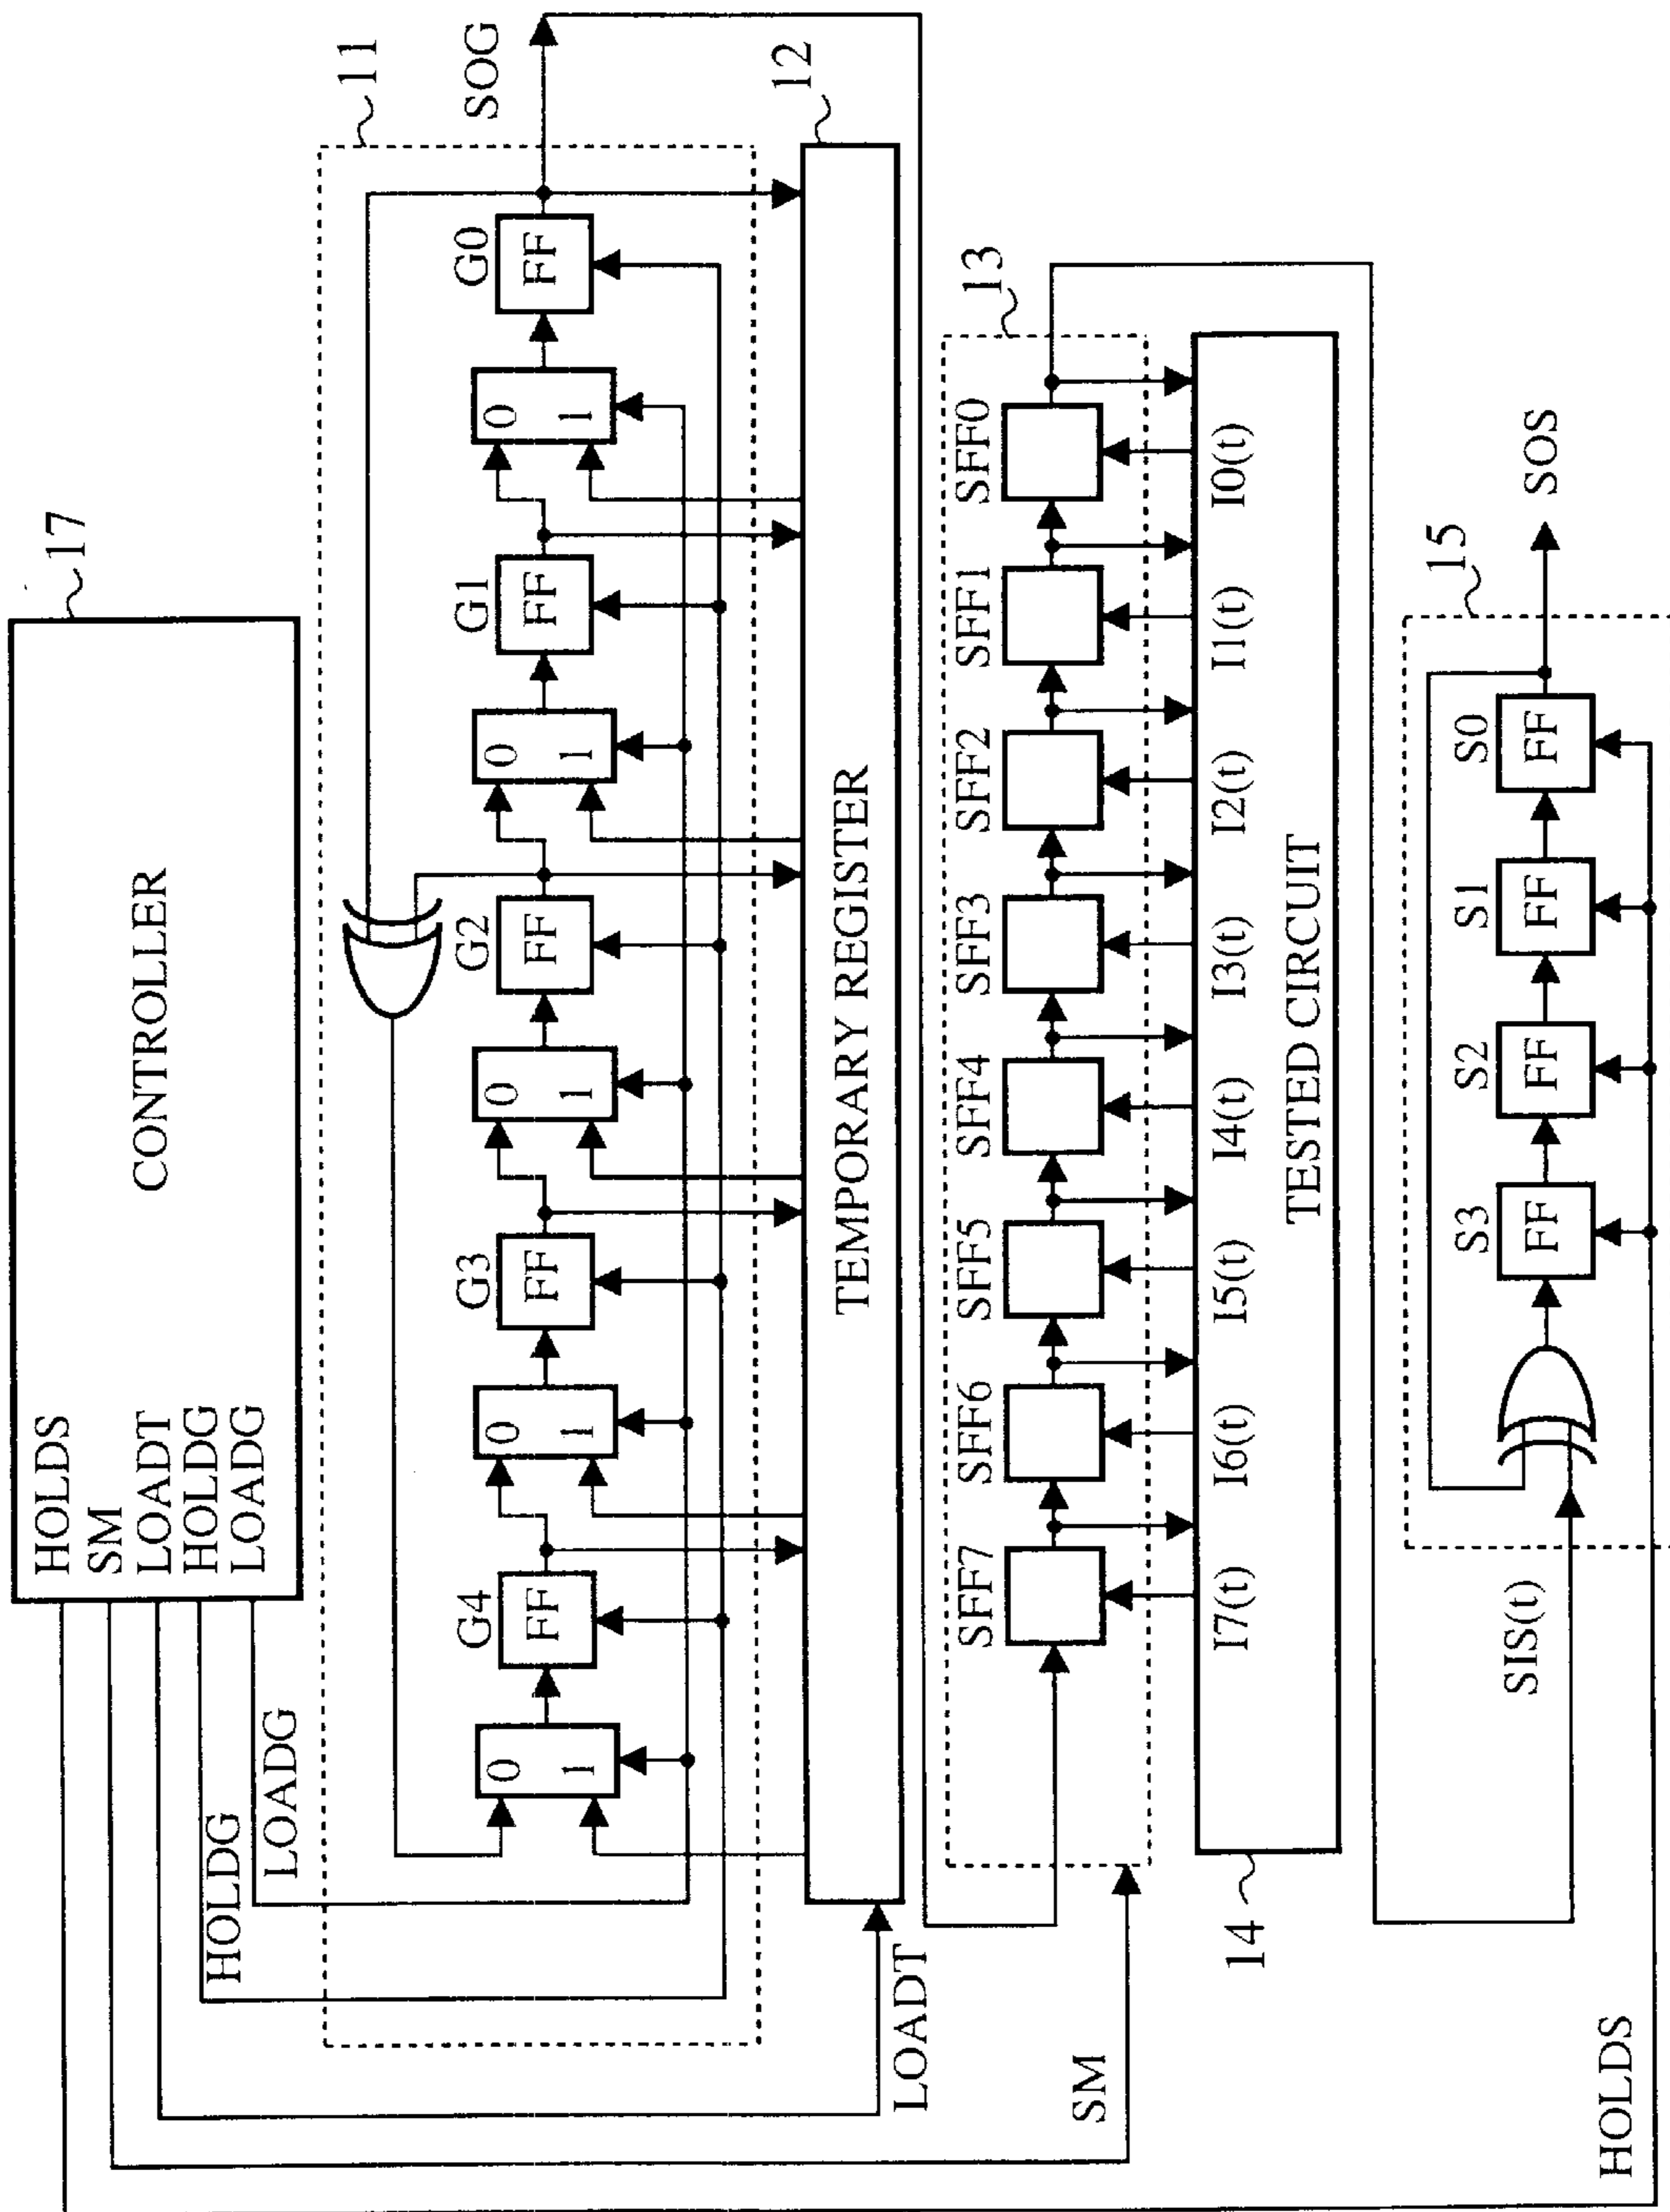 17
CONTROLLER
HOLDS
SM
LOADT
HOLDG
LOADG
HOLDG
LOADG
11
SOG
G4
G3
G2
G1
G0
0
1
FF
0
1
FF
0
1
FF
0
1
FF
0
1
FF
12
TEMPORARY REGISTER
LOADT
13
SFF7
SFF6
SFF5
SFF4
SFF3
SFF2
SFF1
SFF0
SM
I7(t)
I6(t)
I5(t)
I4(t)
I3(t)
I2(t)
I1(t)
I0(t)
TESTED CIRCUIT
14
15
SIS(t)
S3
S2
S1
S0
FF
FF
FF
FF
SOS
HOLDS